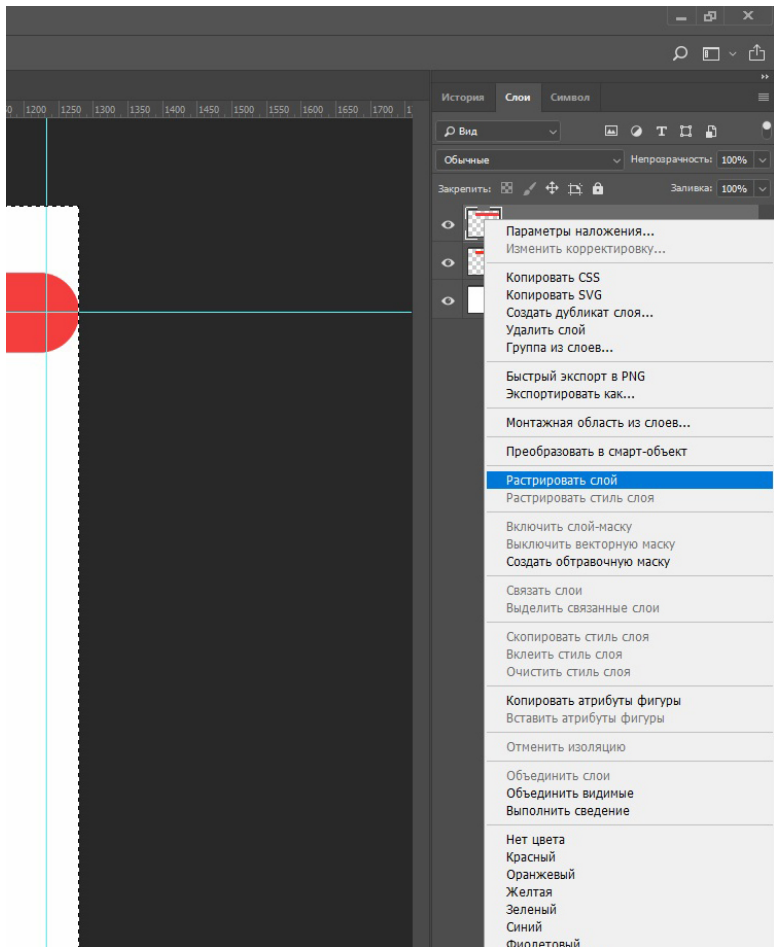 1200 1250 1300 1350 1400 1450 1500 1550 1600 1650 1700
История Слои Символ
Вид
Обычные Непрозрачность: 100%
Закрепить: Заливка: 100%
Параметры наложения...
Изменить корректировку...
Копировать CSS
Копировать SVG
Создать дубликат слоя...
Удалить слой
Группа из слоев...
Быстрый экспорт в PNG
Экспортировать как...
Монтажная область из слоев...
Преобразовать в смарт-объект
Растрировать слой
Растрировать стиль слоя
Включить слой-маску
Выключить векторную маску
Создать обтравочную маску
Связать слои
Выделить связанные слои
Скопировать стиль слоя
Вклеить стиль слоя
Очистить стиль слоя
Копировать атрибуты фигуры
Вставить атрибуты фигуры
Отменить изоляцию
Объединить слои
Объединить видимые
Выполнить сведение
Нет цвета
Красный
Оранжевый
Желтая
Зеленый
Синий
Фиолетовый